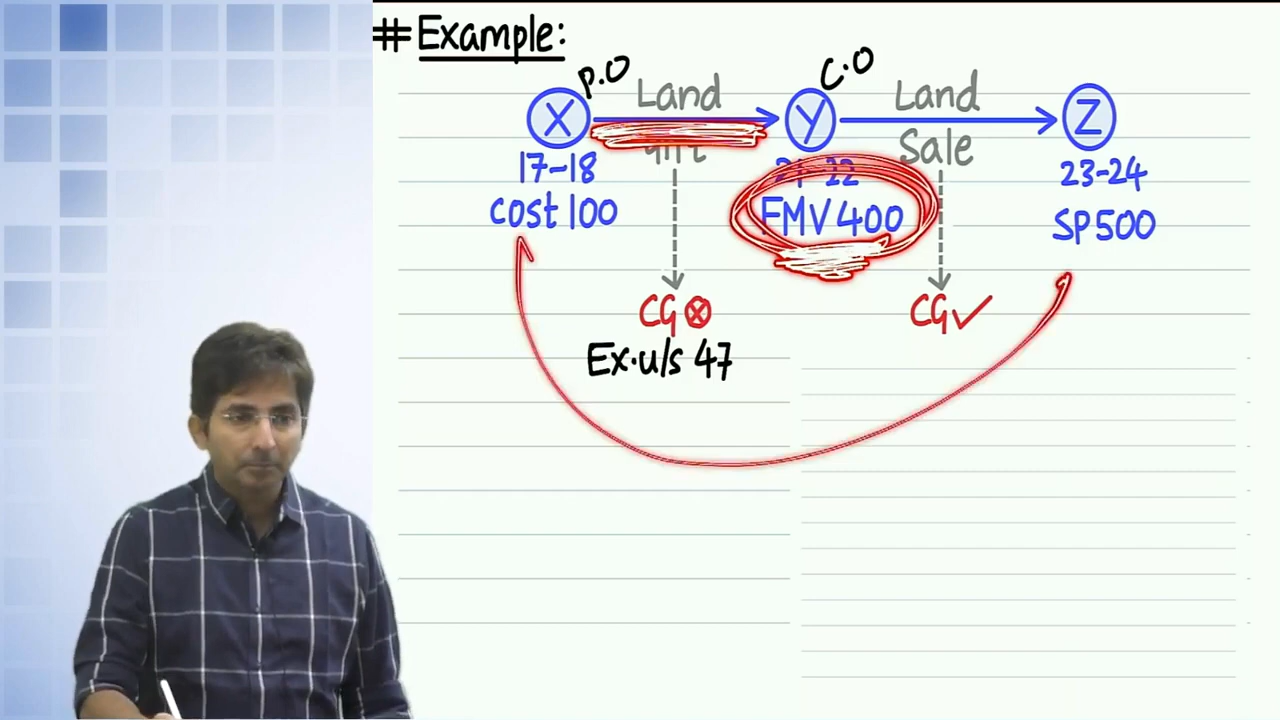 # Example:
P.O C.O
X Land Y Land Z
Sale
17-18 23-24
Cost 100 FMV 400 SP 500
CG ⊗ CG ✓
Ex. u/s 47